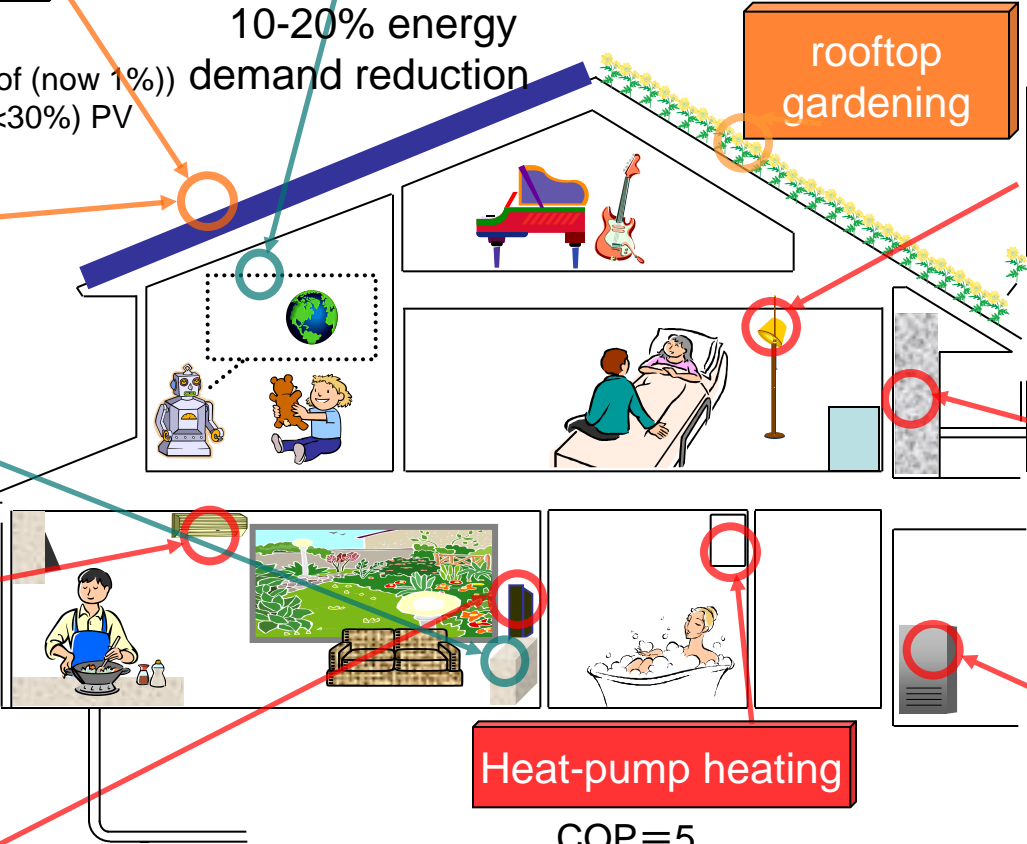 10-20% energy
demand reduction
of (now 1%))
<30%) PV
rooftop
gardening
Heat-pump heating
COP＝5